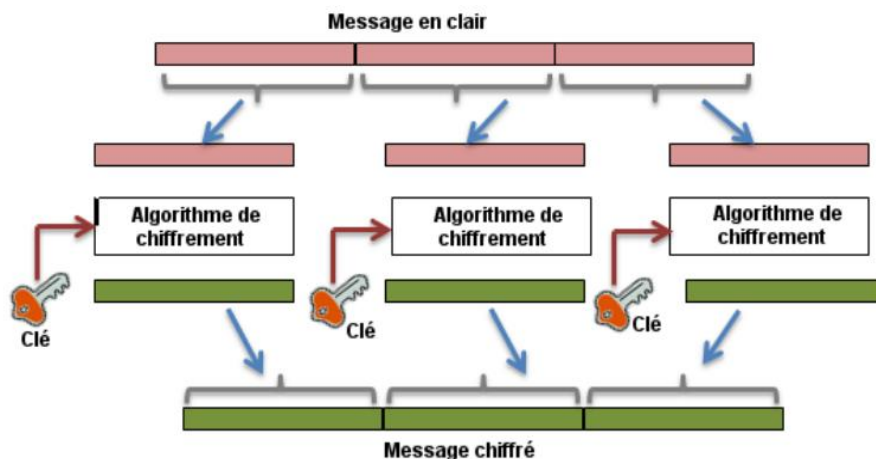 Message en clair
Algorithme de
chiffrement
Algorithme de
chiffrement
Algorithme de
chiffrement
Clé
Clé
Clé
Message chiffré